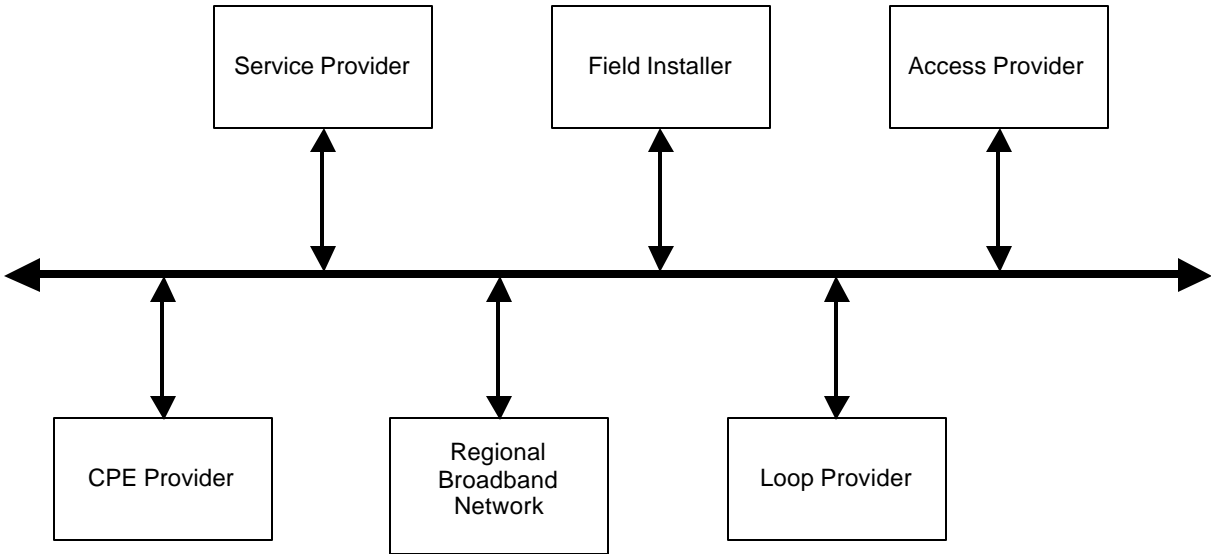 Service Provider
Field Installer
Access Provider
CPE Provider
Regional
Broadband
Network
Loop Provider